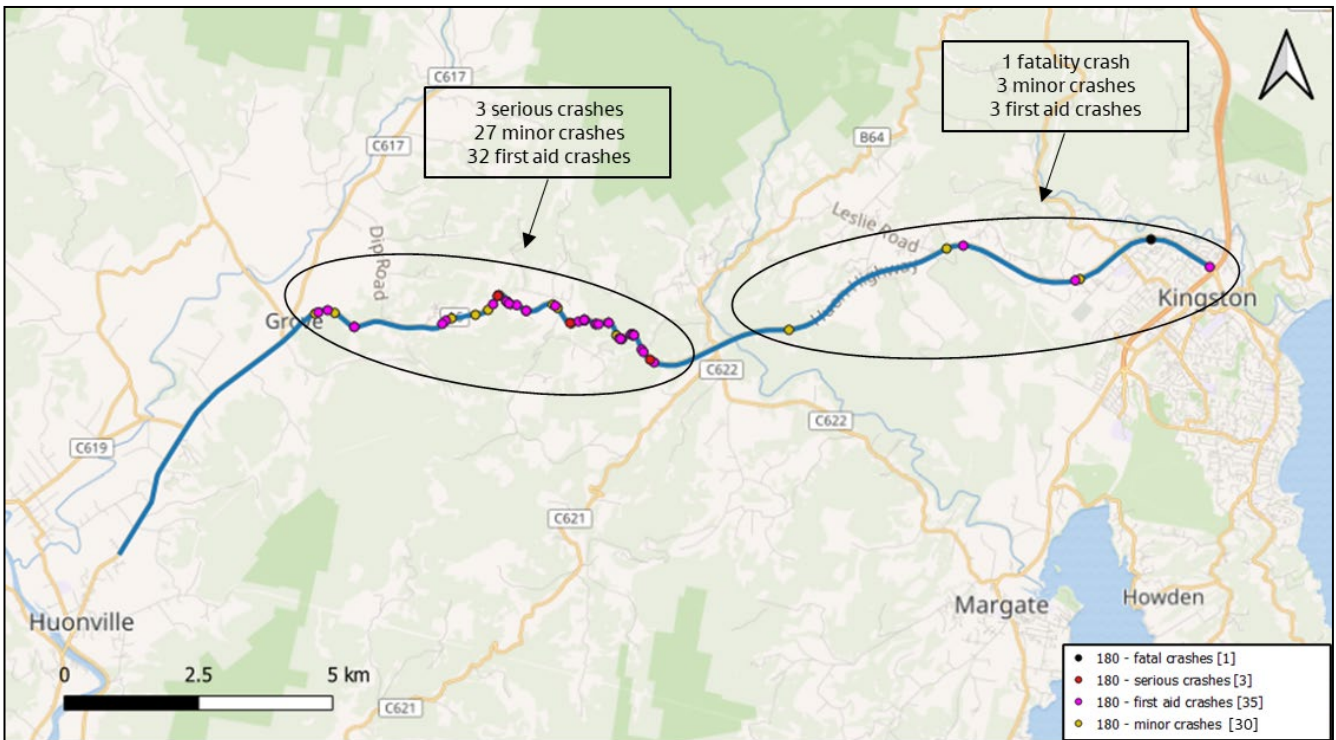 C617
3 serious crashes
27 minor crashes
32 first aid crashes
1 fatality crash
3 minor crashes
3 first aid crashes
C617
B64
Leslie Road
Dip Road
Huon Highway
Grove
Kingston
C622
C619
C622
C621
Huonville
Margate
Howden
0 2.5 5 km
C621
180 - fatal crashes [1]
180 - serious crashes [3]
180 - first aid crashes [35]
180 - minor crashes [30]